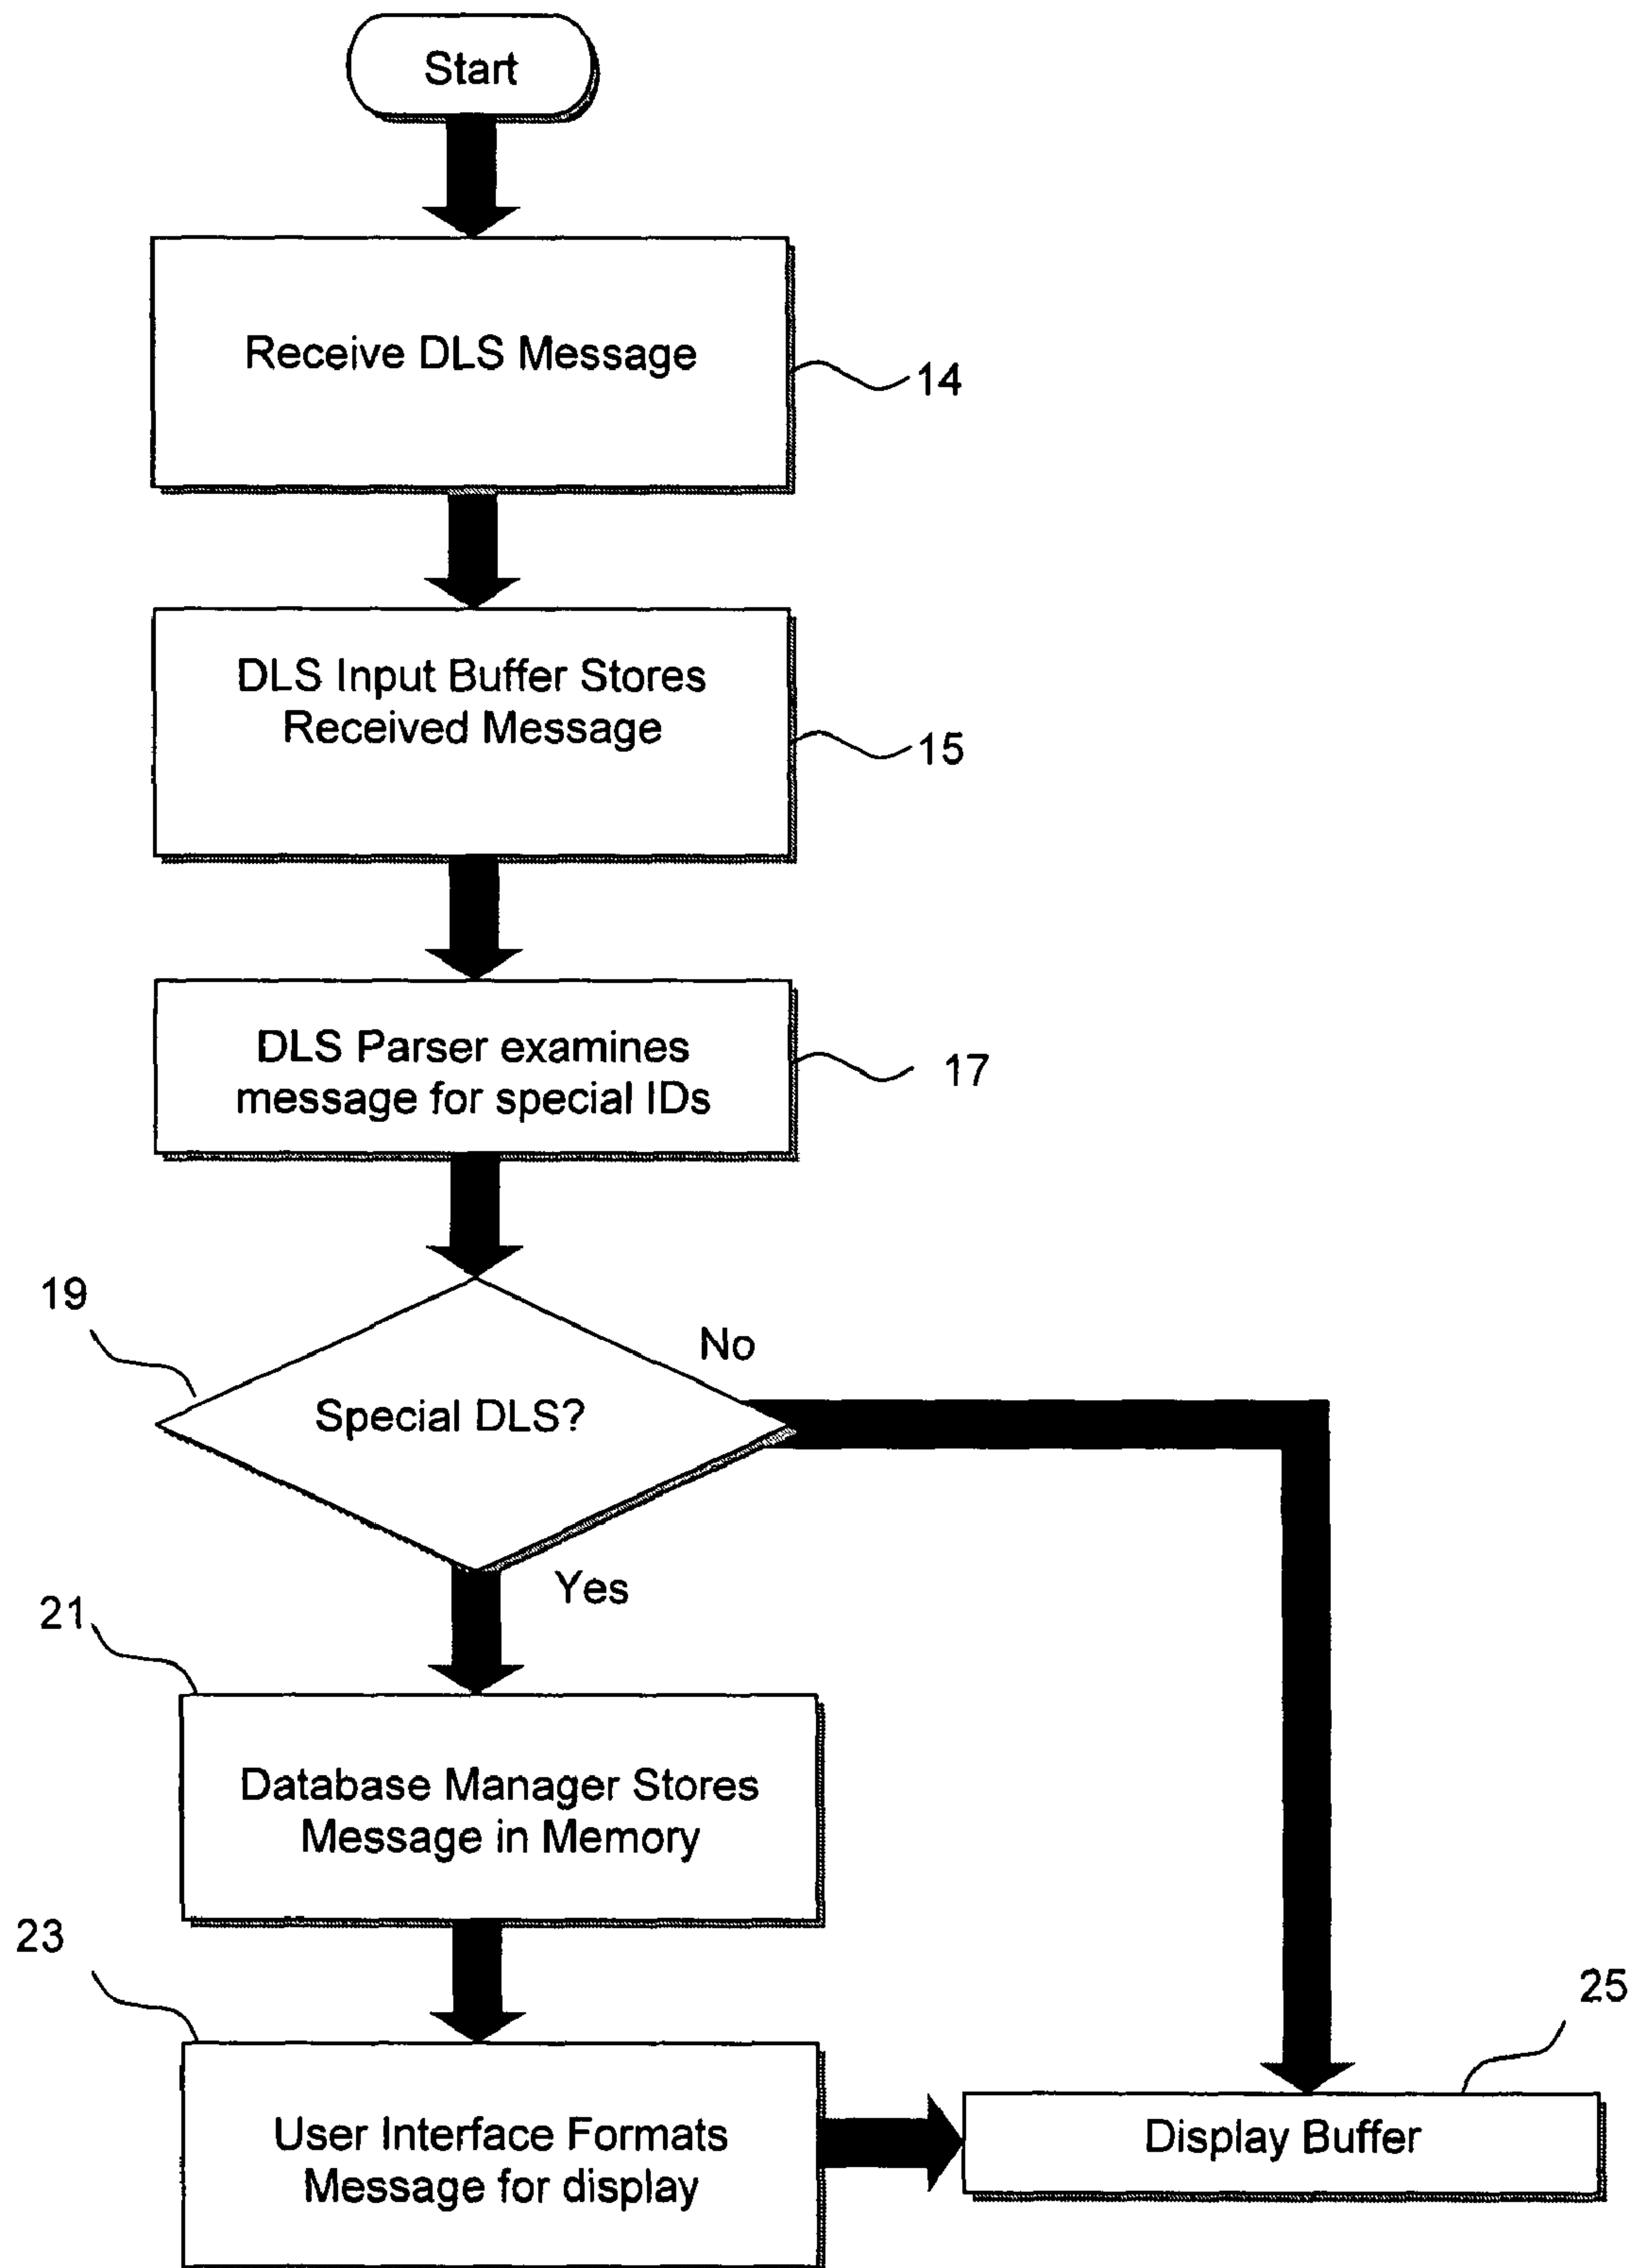 Start
Receive DLS Message
14
DLS Input Buffer Stores
Received Message
15
DLS Parser examines
message for special IDs
17
19
No
Special DLS?
Yes
21
Database Manager Stores
Message in Memory
23
25
User Interface Formats
Message for display
Display Buffer